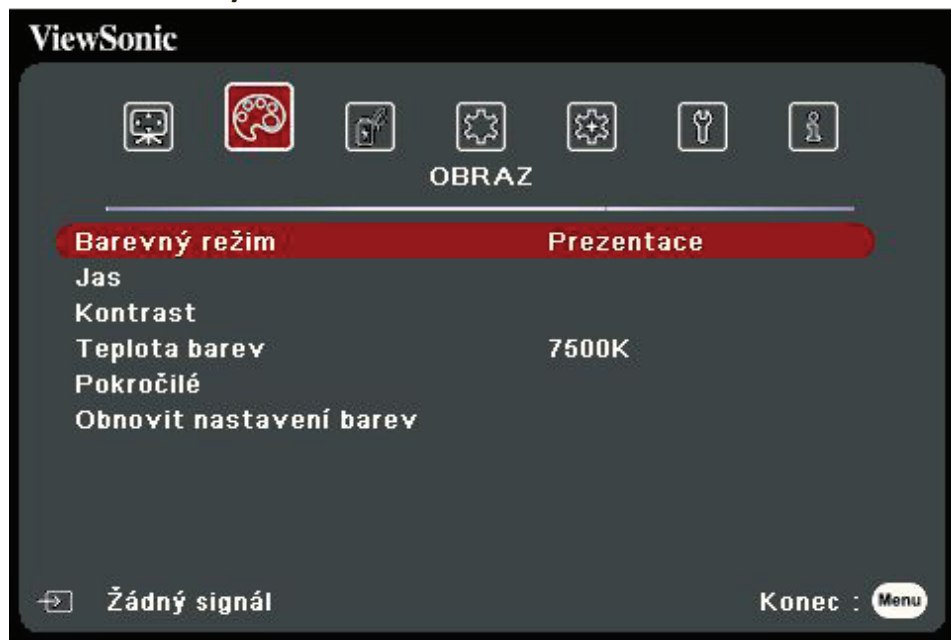 ViewSonic
OBRAZ
Barevný režim Prezentace
Jas
Kontrast
Teplota barev 7500K
Pokročilé
Obnovit nastavení barev
Žádný signál Konec : Menu